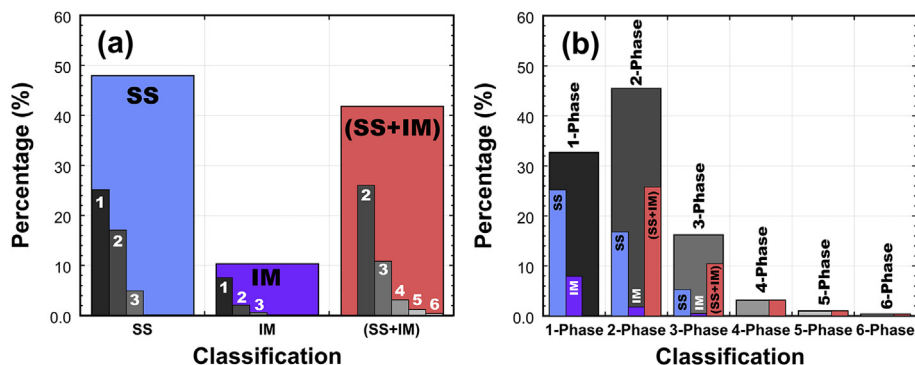 (a)
Percentage (%)
60
50
40
30
20
10
0
SS
1
2
3
IM
1
2
3
(SS+IM)
2
3
4
5
6
SS
IM
(SS+IM)
Classification
(b)
Percentage (%)
60
50
40
30
20
10
0
1-Phase
SS
IM
2-Phase
SS
IM
(SS+IM)
3-Phase
SS
IM
(SS+IM)
4-Phase
5-Phase
6-Phase
1-Phase 2-Phase 3-Phase 4-Phase 5-Phase 6-Phase
Classification